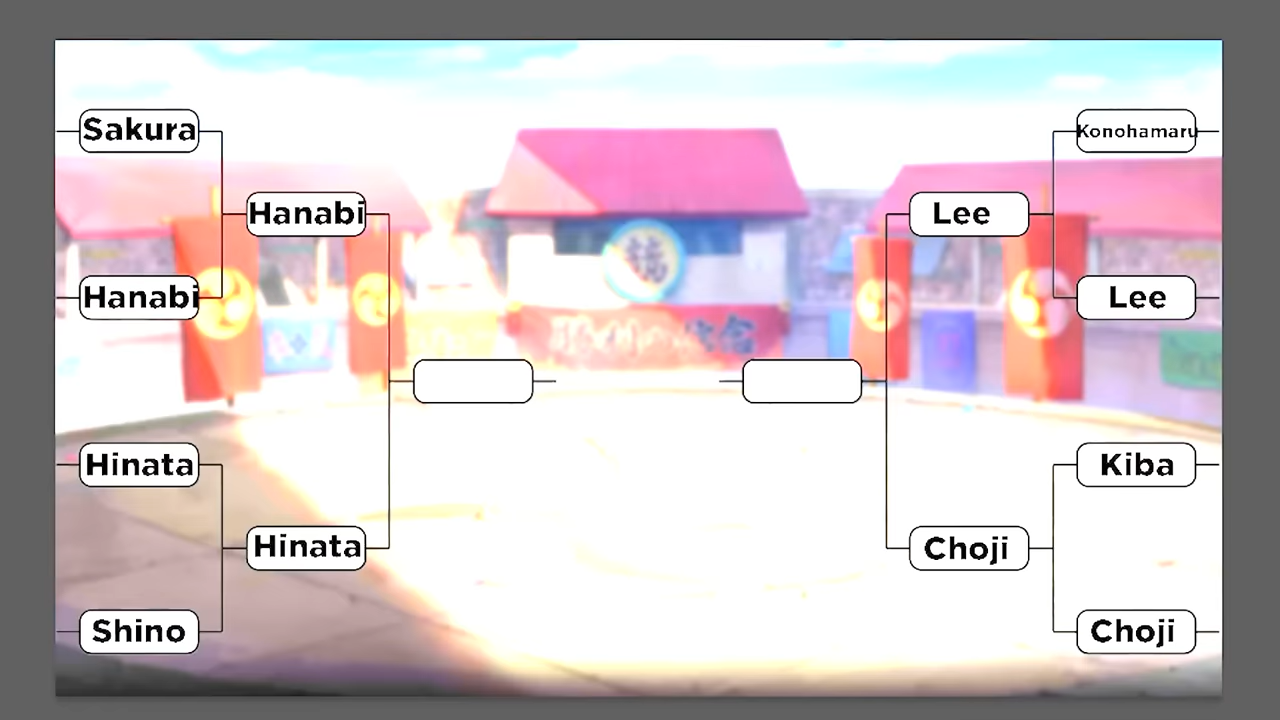 Sakura
Konohamaru
Hanabi
Lee
Hanabi
Lee
Hinata
Kiba
Hinata
Choji
Shino
Choji